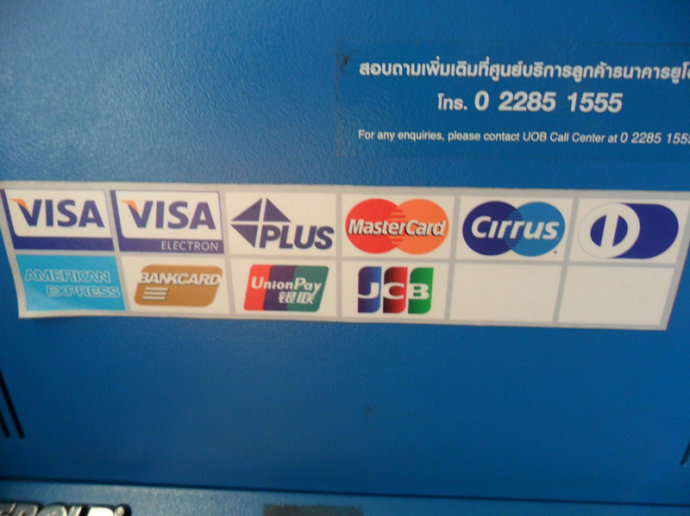 สอบถามเพิ่มเติมที่ศูนย์บริการลูกค้าธนาคารยูโ
โทร. 0 2285 1555
For any enquiries, please contact UOB Call Center at 0 2285 1555
VISA
VISA
ELECTRON
PLUS
MasterCard
Cirrus
AMERICAN
EXPRESS
BANKCARD
UnionPay
银联
JCB